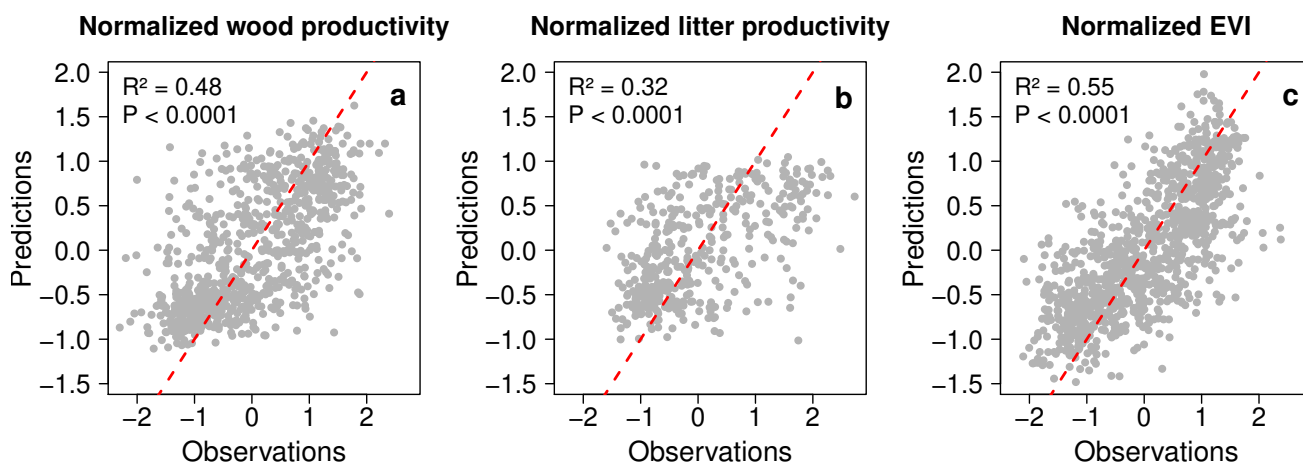 Normalized wood productivity
R² = 0.48
P < 0.0001
a
Predictions
2.0
1.5
1.0
0.5
0.0
−0.5
−1.0
−1.5
−2 −1 0 1 2
Observations
Normalized litter productivity
R² = 0.32
P < 0.0001
b
Predictions
2.0
1.5
1.0
0.5
0.0
−0.5
−1.0
−1.5
−2 −1 0 1 2
Observations
Normalized EVI
R² = 0.55
P < 0.0001
c
Predictions
2.0
1.5
1.0
0.5
0.0
−0.5
−1.0
−1.5
−2 −1 0 1 2
Observations